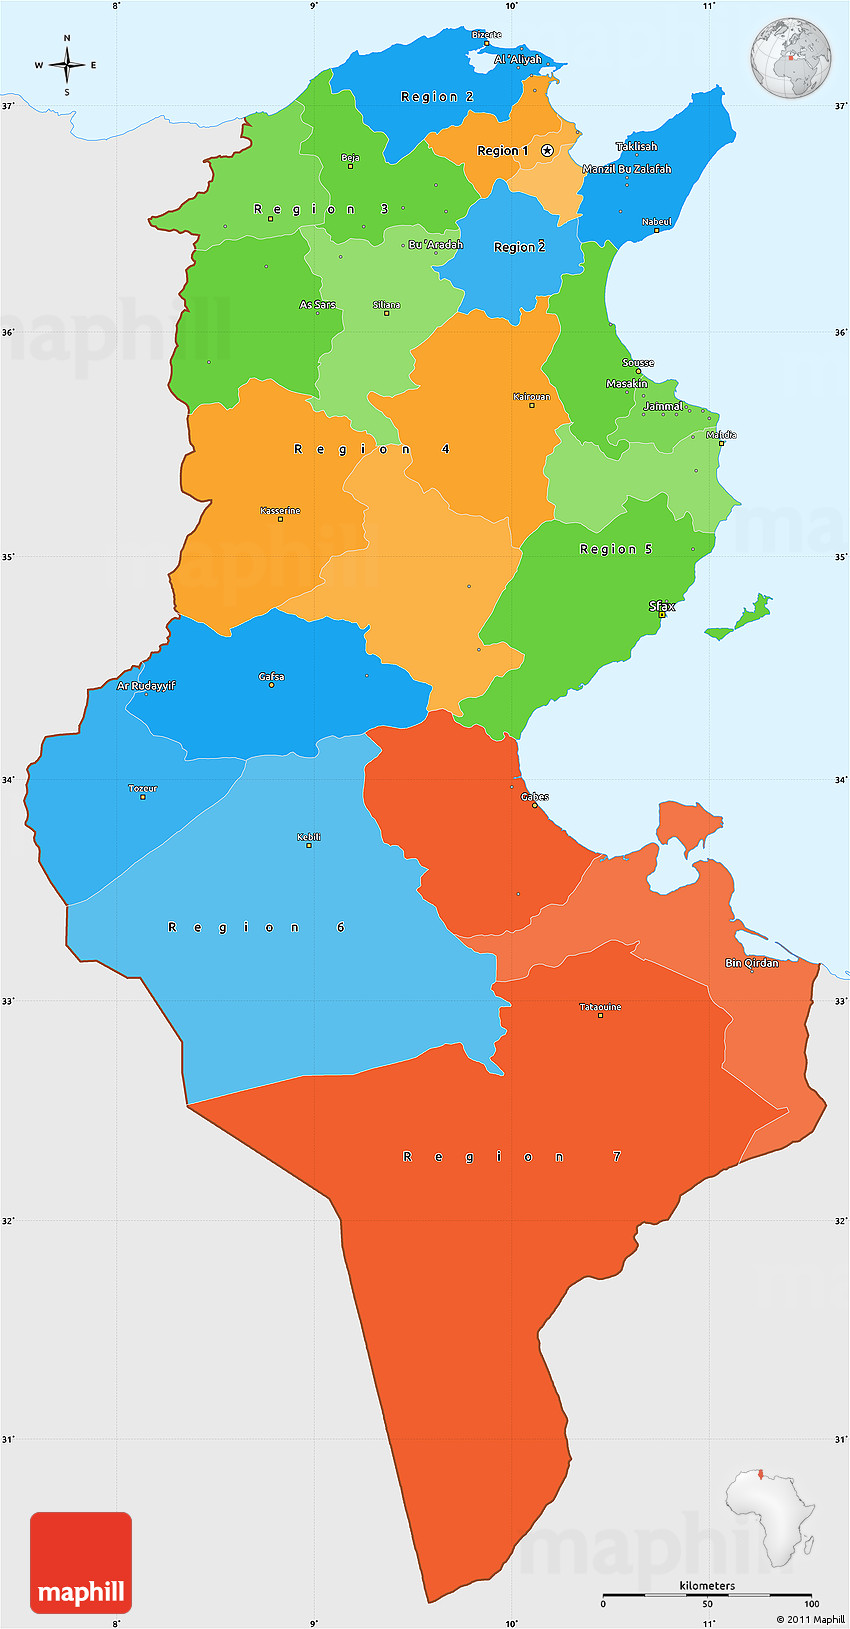 8° 9° 10° 11°
N
W E
S
Bizerte
Al 'Aliyah
Region 2
37° 37°
Region 1
Taklisah
Beja
Manzil Bu Zalafah
Region 3
Nabeul
Bu 'Aradah
Region 2
As Sars
Siliana
maphill
36° 36°
Sousse
Masakin
Kairouan
Jammal
Mahdia
Region 4
Kasserine
ma
maphill
Region 5
35° 35°
Sfax
Gafsa
Ar Rudayyif
34° 34°
Tozeur
Gabes
Kebili
Region 6
Bin Qirdan
33° 33°
Tataouine
Region 7
32° 32°
31° 31°
maphill
maphill
kilometers
0 50 100
8° 9° 10° 11°
© 2011 Maphill